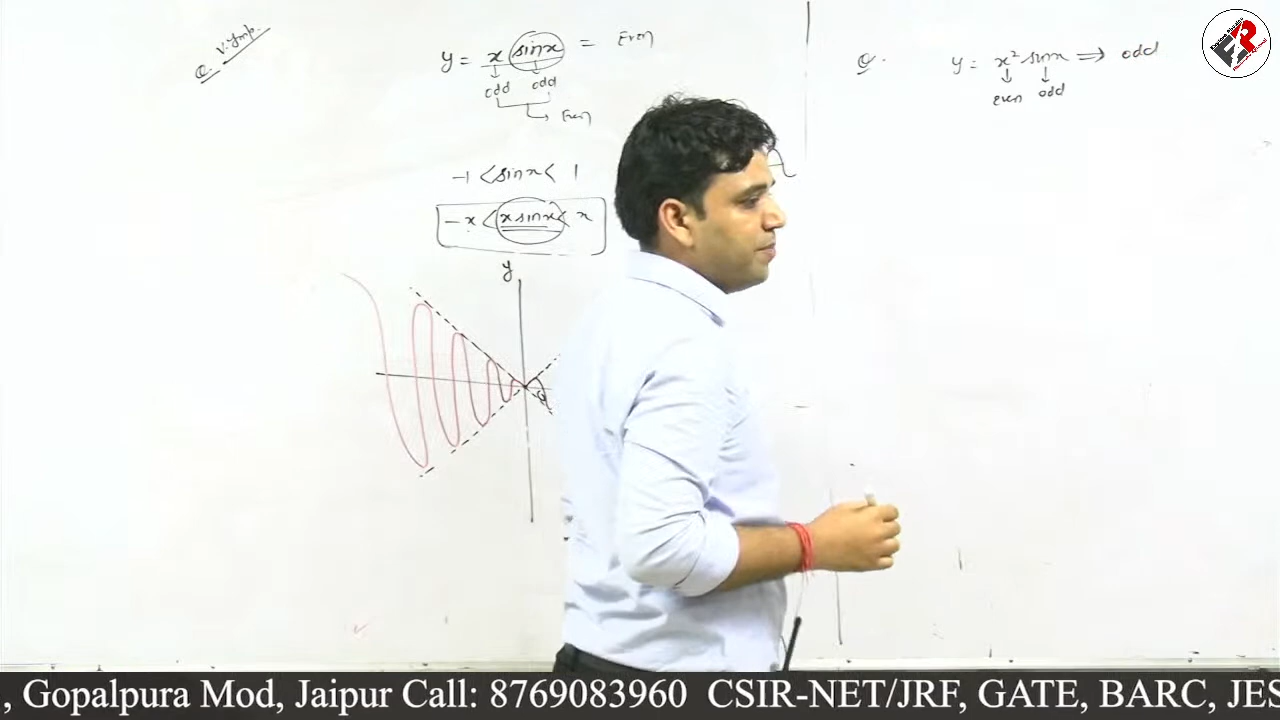 Q. V. Imp.
y = x sinx = Even
odd odd
Even
-1 < sinx < 1
-x < x sinx < x
y
Q. y = x² sinx ⇒ odd
even odd
, Gopalpura Mod, Jaipur Call: 8769083960 CSIR-NET/JRF, GATE, BARC, JES